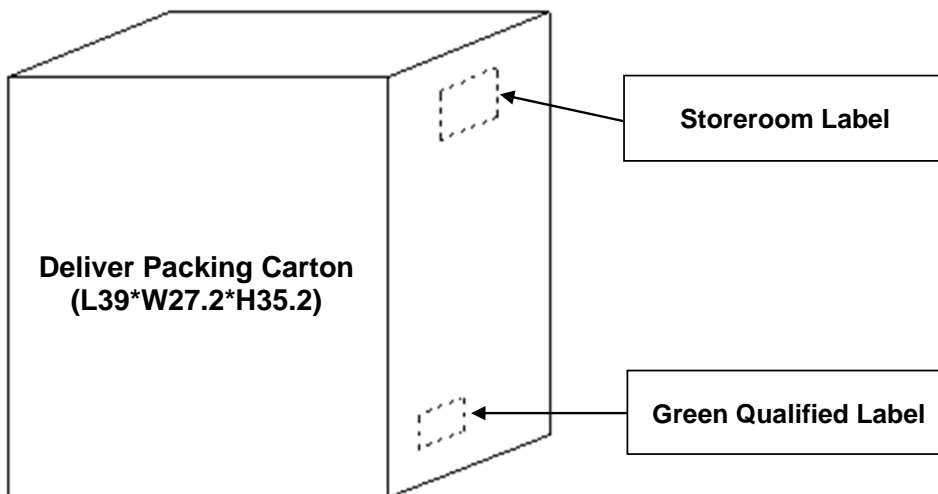 Storeroom Label
Deliver Packing Carton
(L39*W27.2*H35.2)
Green Qualified Label